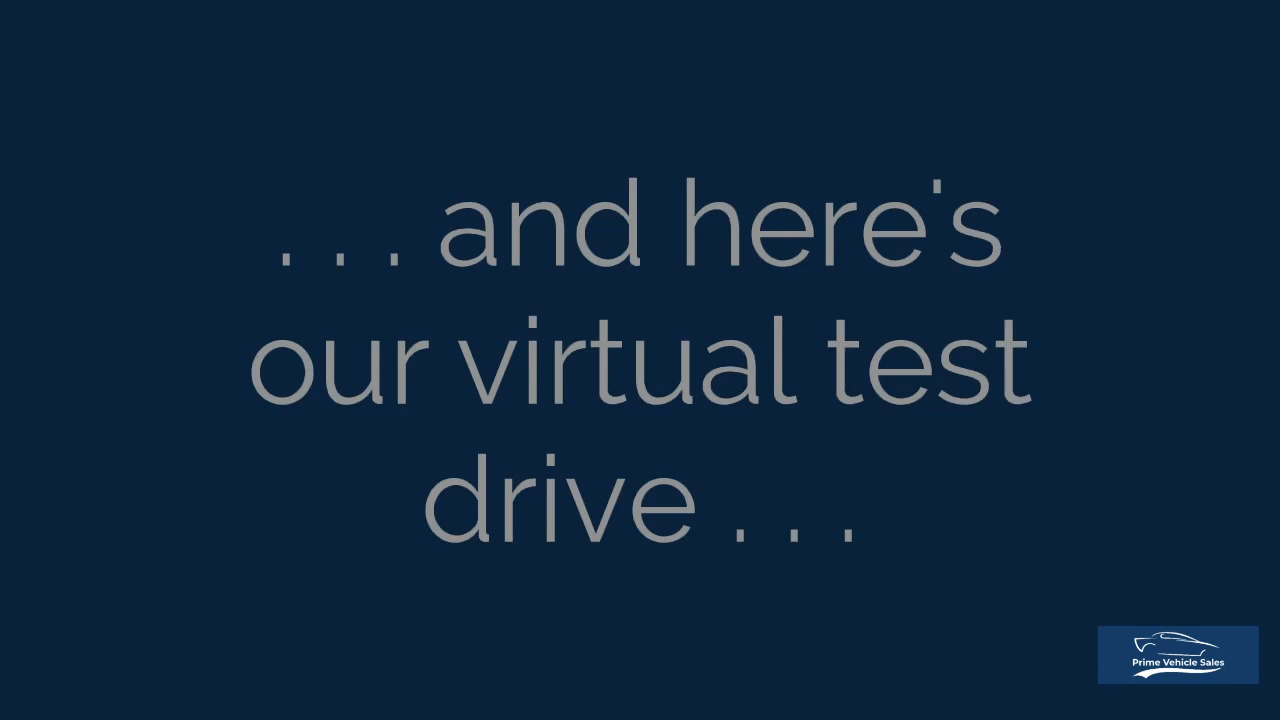 . . . and here's
our virtual test
drive . . .
Prime Vehicle Sales